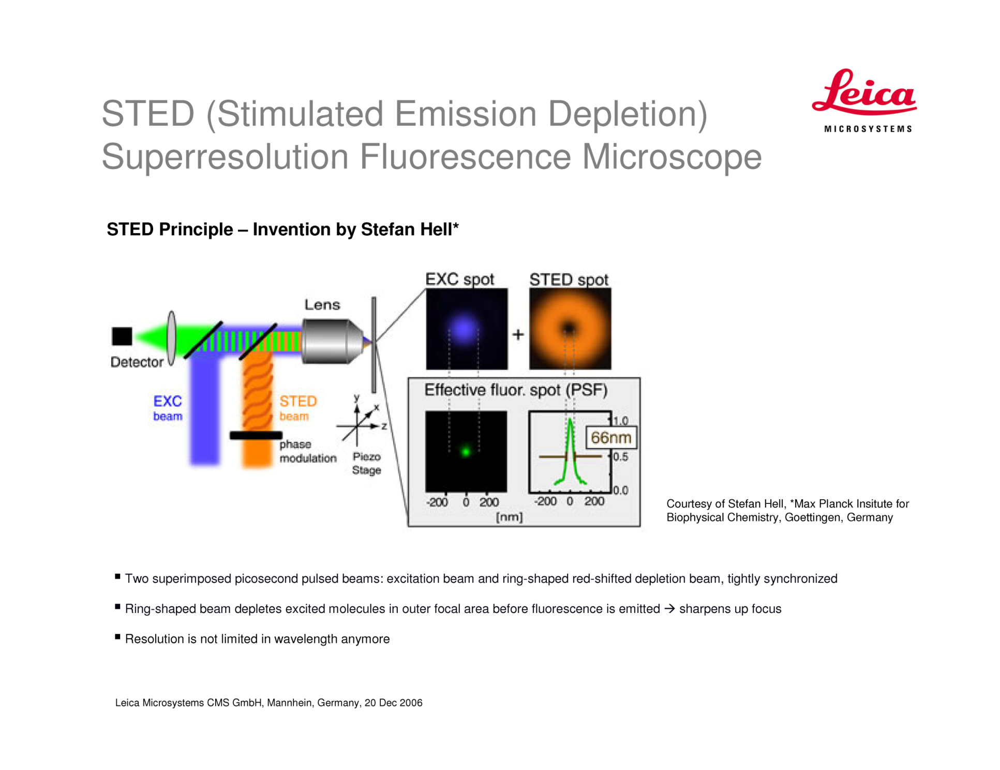 Leica
MICROSYSTEMS
STED (Stimulated Emission Depletion)
Superresolution Fluorescence Microscope
STED Principle – Invention by Stefan Hell*
EXC spot
STED spot
Lens
+
Detector
Effective fluor. spot (PSF)
EXC
beam
STED
beam
y
x
z
1.0
66nm
0.5
phase
modulation
Piezo
Stage
0.0
-200 0 200
-200 0 200
[nm]
Courtesy of Stefan Hell, *Max Planck Insitute for
Biophysical Chemistry, Goettingen, Germany
▪ Two superimposed picosecond pulsed beams: excitation beam and ring-shaped red-shifted depletion beam, tightly synchronized
▪ Ring-shaped beam depletes excited molecules in outer focal area before fluorescence is emitted → sharpens up focus
▪ Resolution is not limited in wavelength anymore
Leica Microsystems CMS GmbH, Mannhein, Germany, 20 Dec 2006